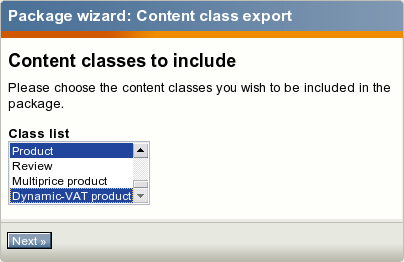 Package wizard: Content class export
Content classes to include
Please choose the content classes you wish to be included in the
package.
Class list
Product
Review
Multiprice product
Dynamic-VAT product
Next »